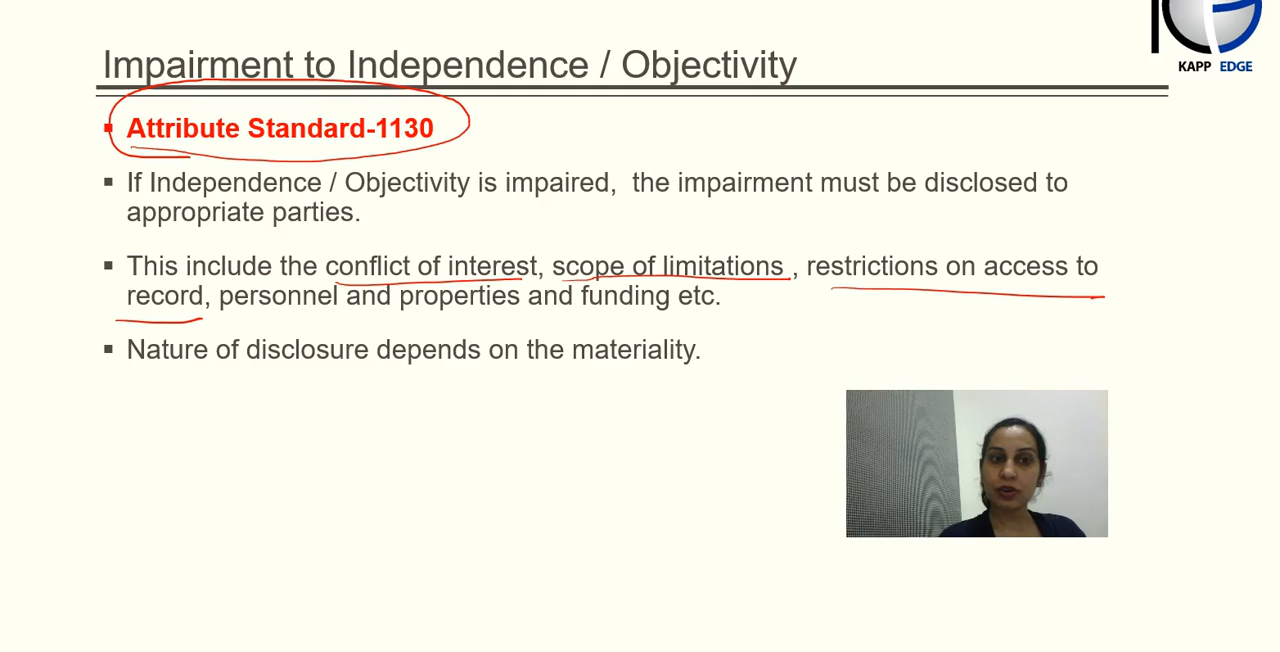 KAPP EDGE
Impairment to Independence / Objectivity
▪ Attribute Standard-1130
▪ If Independence / Objectivity is impaired, the impairment must be disclosed to
appropriate parties.
▪ This include the conflict of interest, scope of limitations , restrictions on access to
record, personnel and properties and funding etc.
▪ Nature of disclosure depends on the materiality.